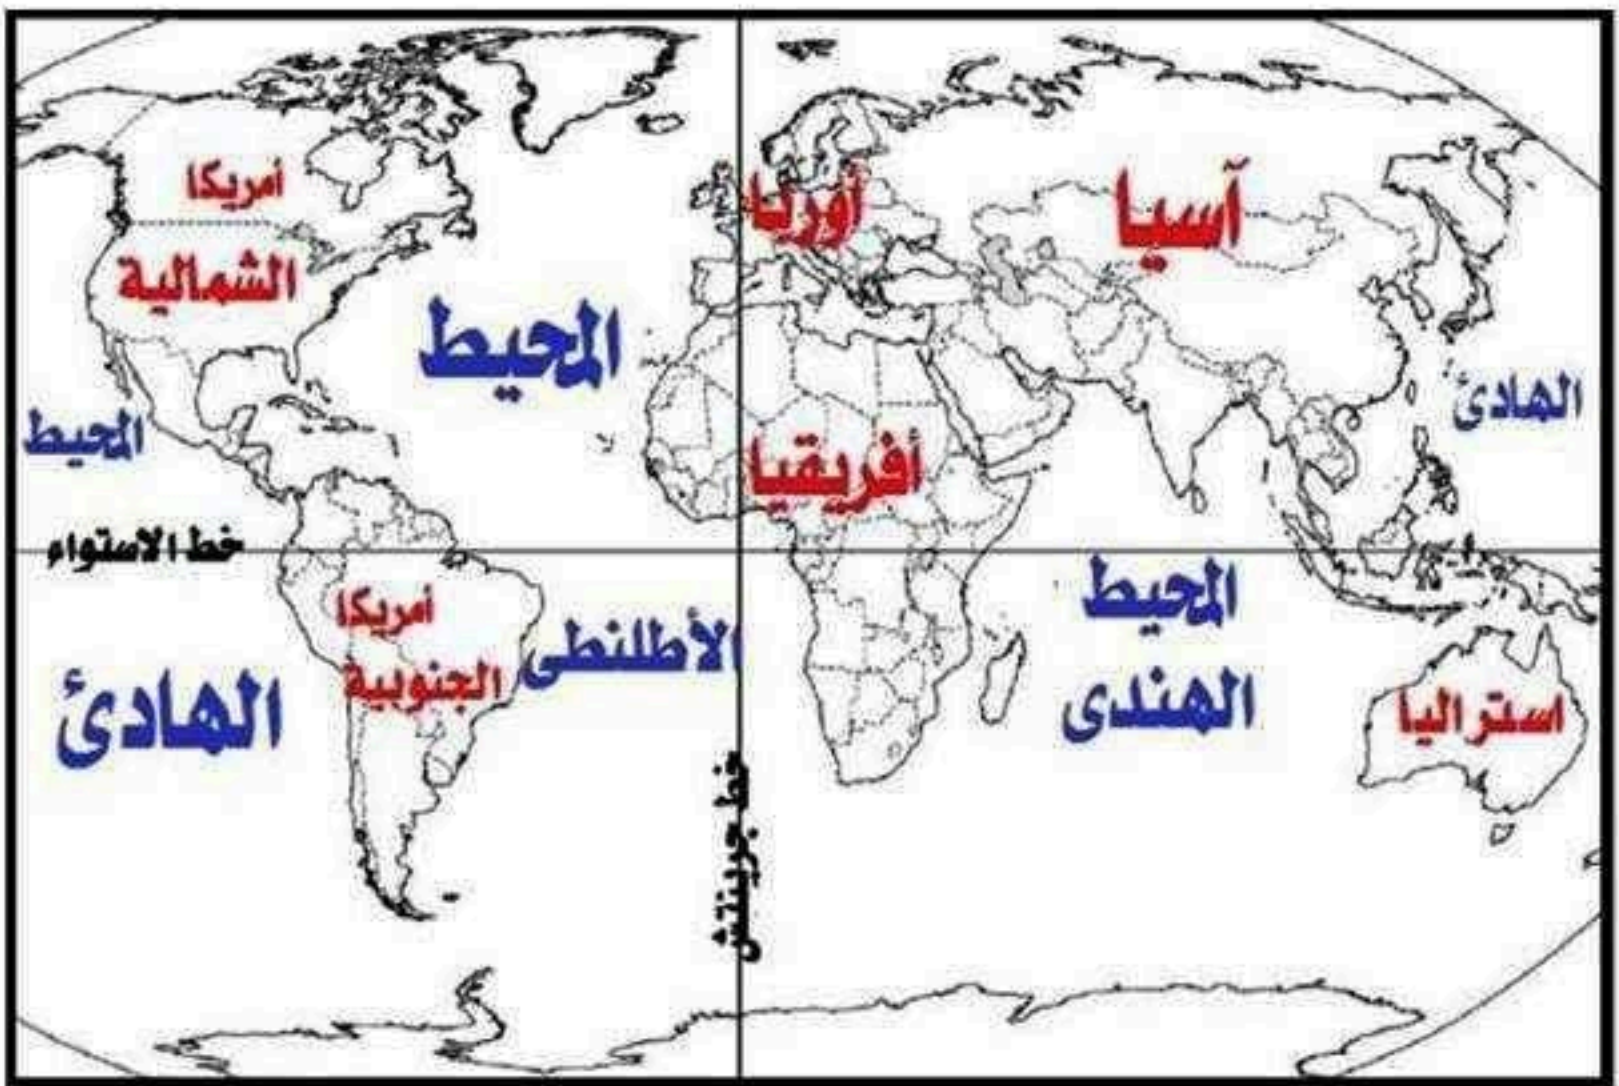 آسيا
أوربا
أمريكا
الشمالية
المحيط
الهادئ
المحيط
أفريقيا
خط الاستواء
المحيط
الهندى
أمريكا
الجنوبية
الأطلنطى
الهادئ
استراليا
خط جرينتش